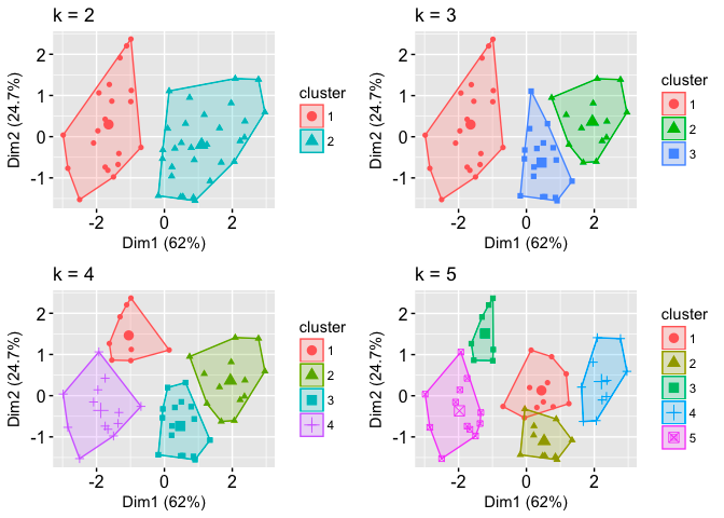 k = 2
Dim2 (24.7%)
2
1
0
-1
-2 0 2
Dim1 (62%)
cluster
1
2
k = 3
Dim2 (24.7%)
2
1
0
-1
-2 0 2
Dim1 (62%)
cluster
1
2
3
k = 4
Dim2 (24.7%)
2
1
0
-1
-2 0 2
Dim1 (62%)
cluster
1
2
3
4
k = 5
Dim2 (24.7%)
2
1
0
-1
-2 0 2
Dim1 (62%)
cluster
1
2
3
4
5